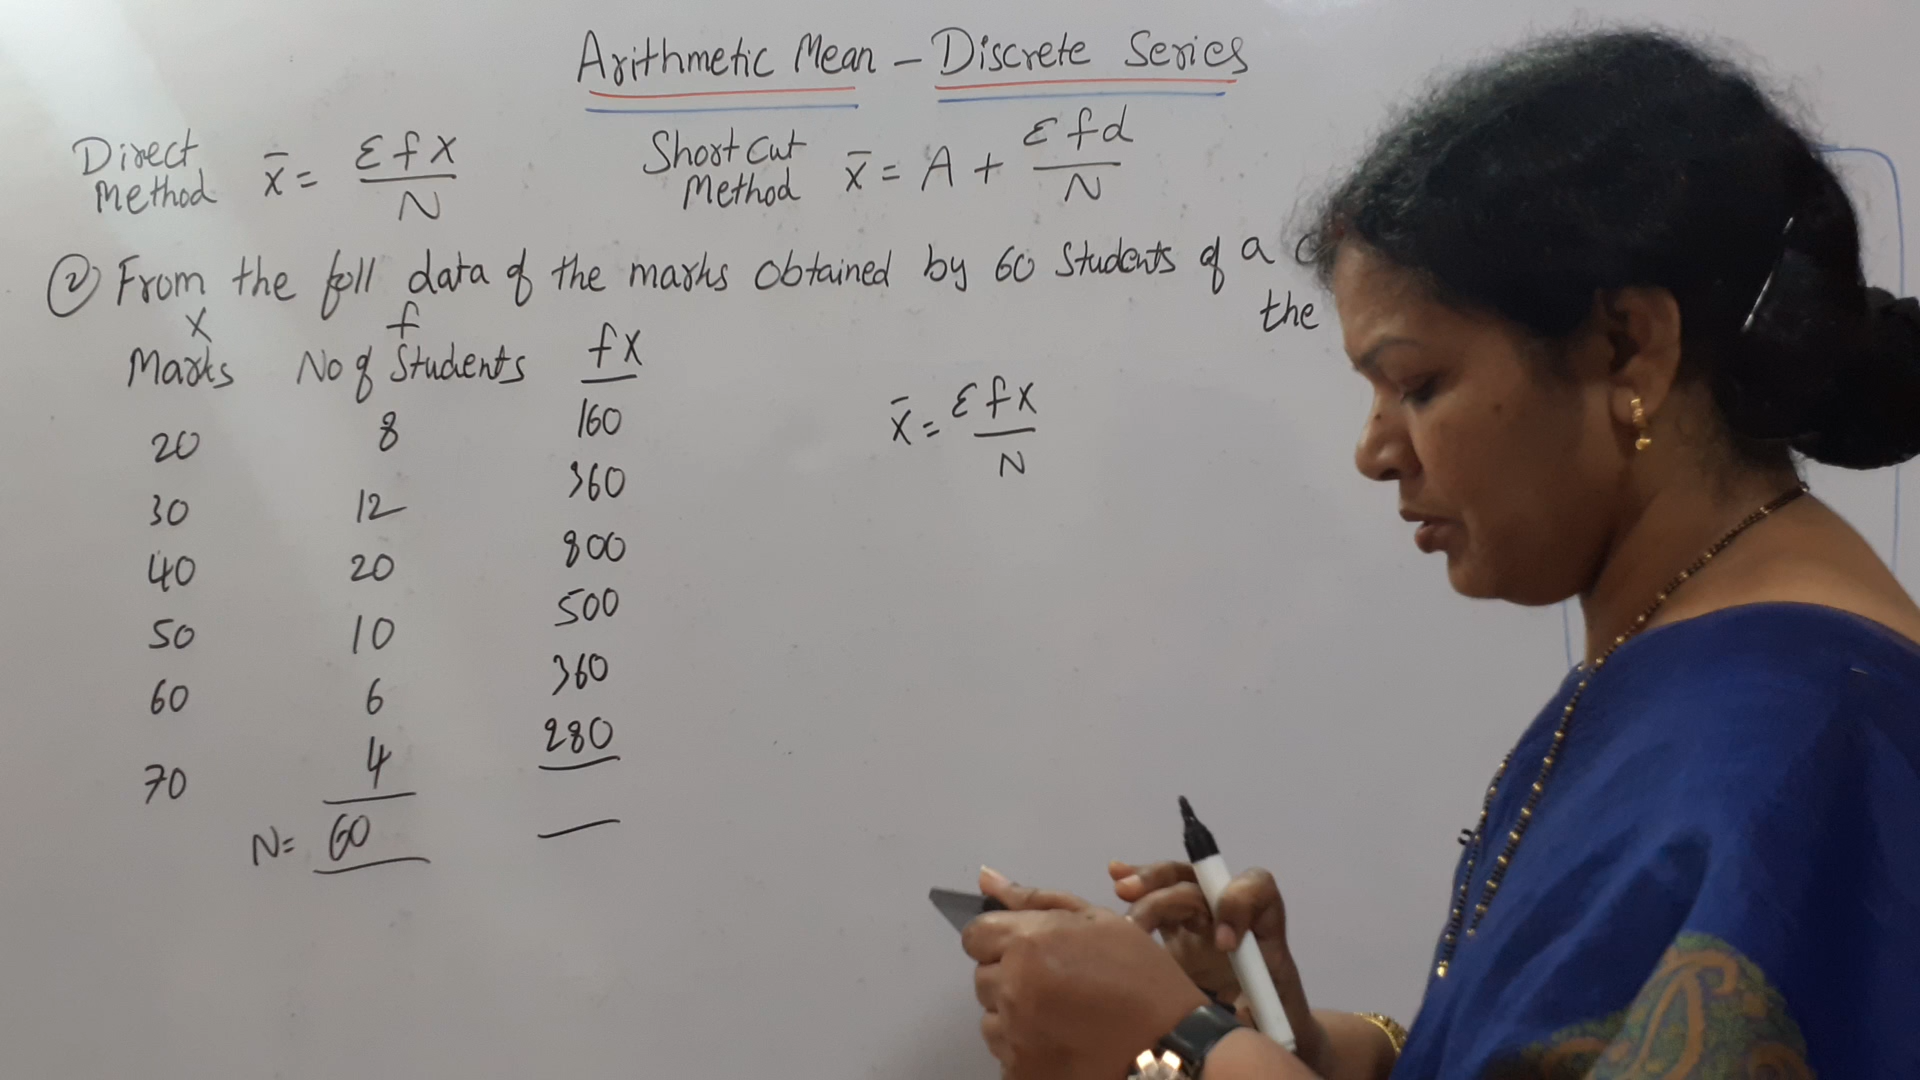 Arithmetic Mean - Discrete Series
Direct Method x̄ = Σfx / N
Short Cut Method x̄ = A + Σfd / N
② From the foll data of the marks obtained by 60 Students of a
the
X f
Marks No of Students fx
20 8 160
30 12 360
40 20 800
50 10 500
60 6 360
70 4 280
N= 60
x̄ = Σfx / N